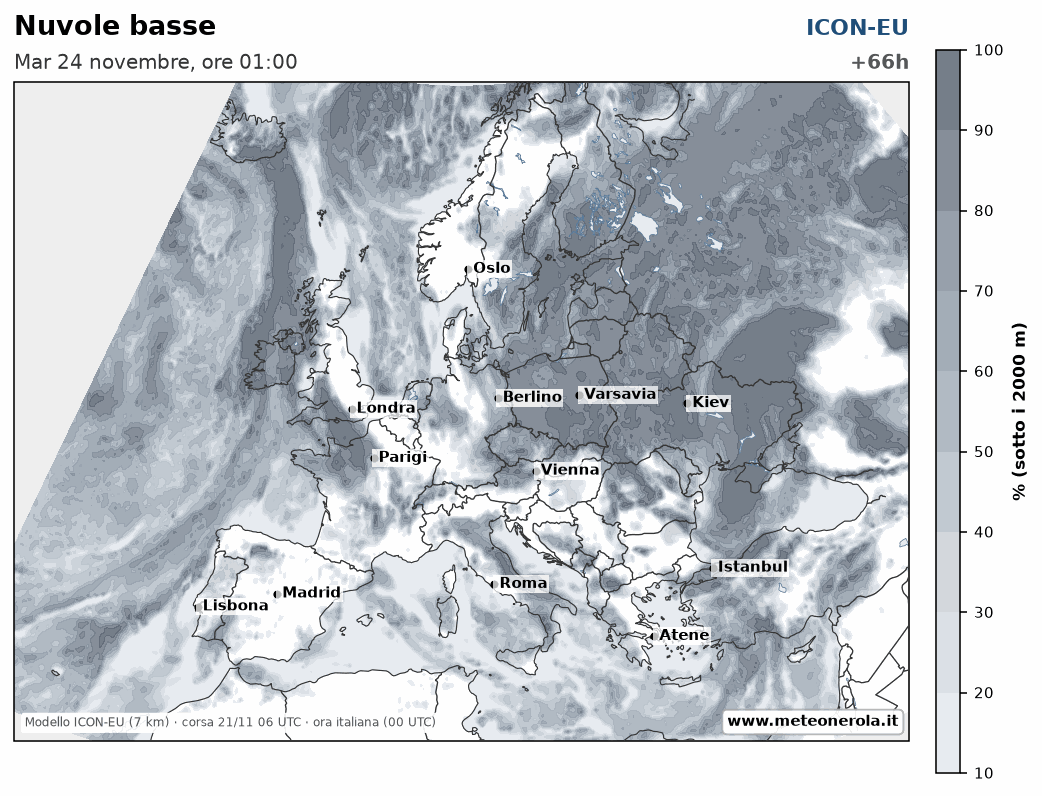 Nuvole basse
ICON-EU
Mar 24 novembre, ore 01:00
+66h
100
90
80
70
60
50
40
30
20
10
% (sotto i 2000 m)
Oslo
Berlino
Varsavia
Kiev
Londra
Parigi
Vienna
Istanbul
Roma
Madrid
Lisbona
Atene
Modello ICON-EU (7 km) · corsa 21/11 06 UTC · ora italiana (00 UTC)
www.meteonerola.it